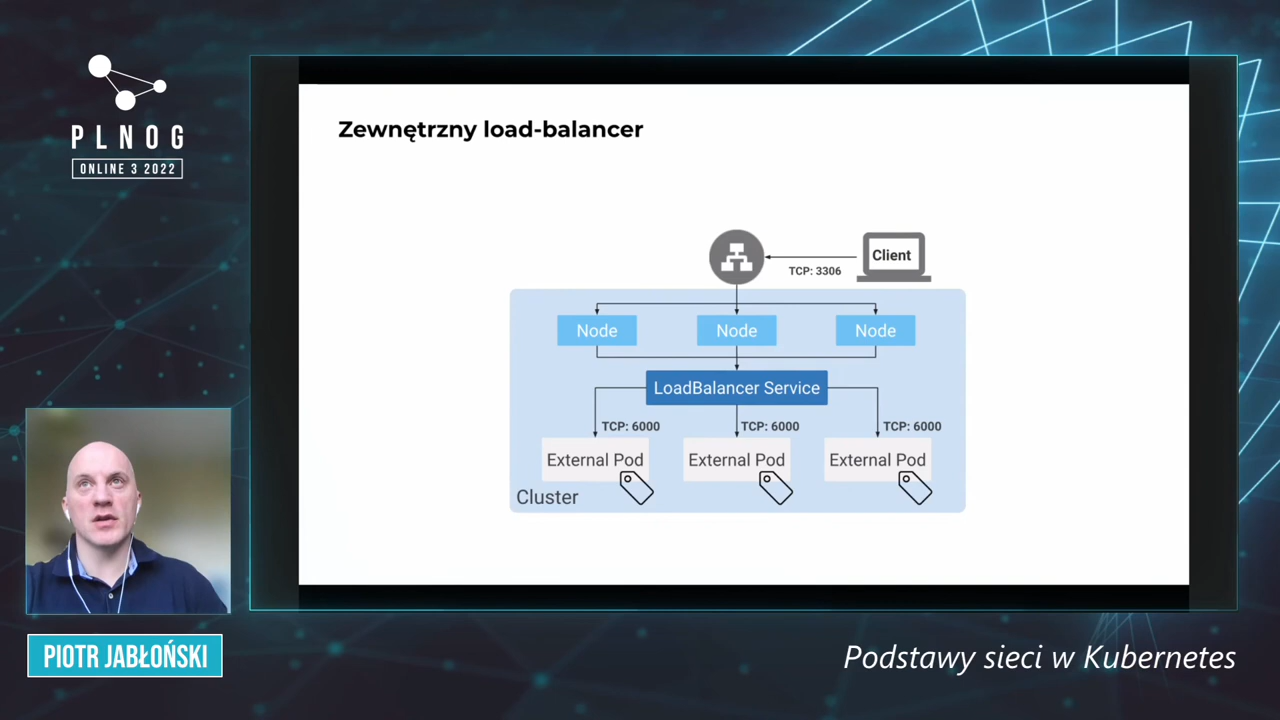 PLNOG
ONLINE 3 2022
Zewnętrzny load-balancer
Client
TCP: 3306
Node
Node
Node
LoadBalancer Service
TCP: 6000
TCP: 6000
TCP: 6000
External Pod
External Pod
External Pod
Cluster
PIOTR JABŁOŃSKI
Podstawy sieci w Kubernetes